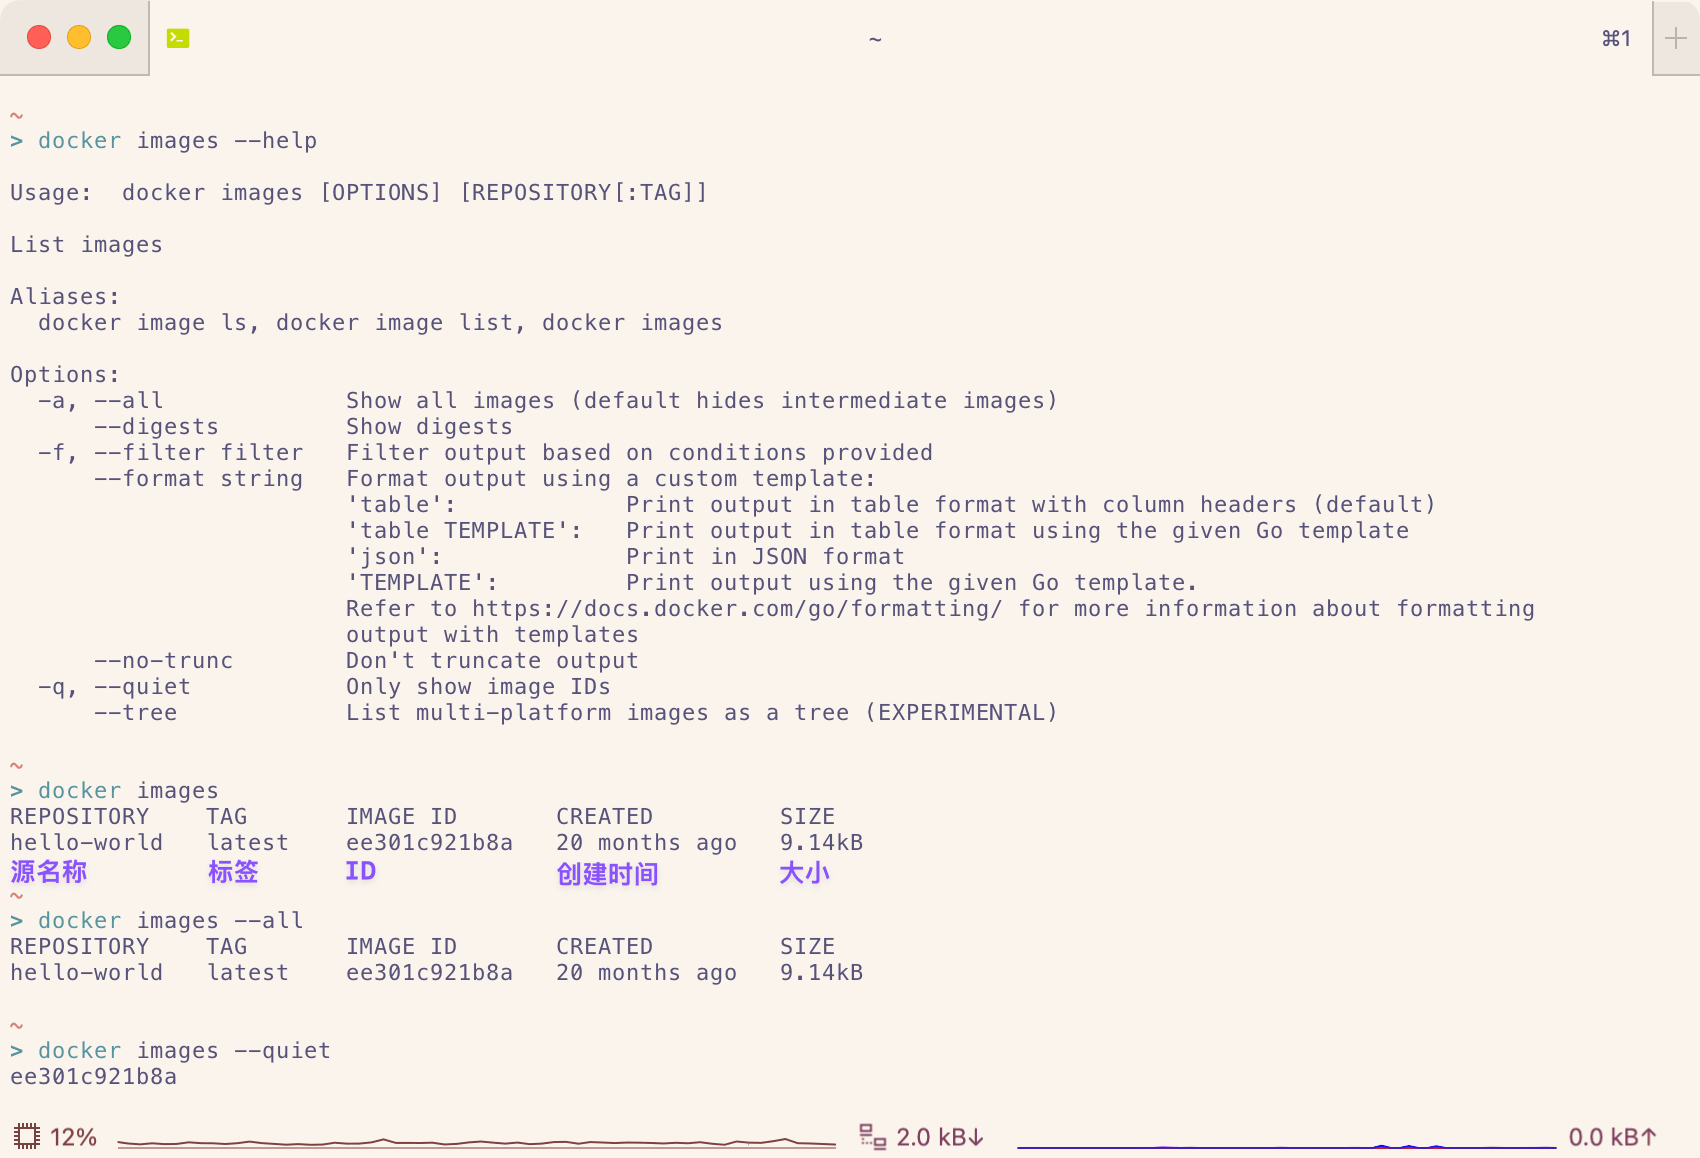 ~ ⌘1
~
> docker images --help
Usage:  docker images [OPTIONS] [REPOSITORY[:TAG]]
List images
Aliases:
  docker image ls, docker image list, docker images
Options:
  -a, --all             Show all images (default hides intermediate images)
      --digests         Show digests
  -f, --filter filter   Filter output based on conditions provided
      --format string   Format output using a custom template:
                        'table':            Print output in table format with column headers (default)
                        'table TEMPLATE':   Print output in table format using the given Go template
                        'json':             Print in JSON format
                        'TEMPLATE':         Print output using the given Go template.
                        Refer to https://docs.docker.com/go/formatting/ for more information about formatting
                        output with templates
      --no-trunc        Don't truncate output
  -q, --quiet           Only show image IDs
      --tree            List multi-platform images as a tree (EXPERIMENTAL)
~
> docker images
REPOSITORY    TAG       IMAGE ID       CREATED         SIZE
hello-world   latest    ee301c921b8a   20 months ago   9.14kB
源名称 标签 ID 创建时间 大小
~
> docker images --all
REPOSITORY    TAG       IMAGE ID       CREATED         SIZE
hello-world   latest    ee301c921b8a   20 months ago   9.14kB
~
> docker images --quiet
ee301c921b8a
12% 2.0 kB↓ 0.0 kB↑